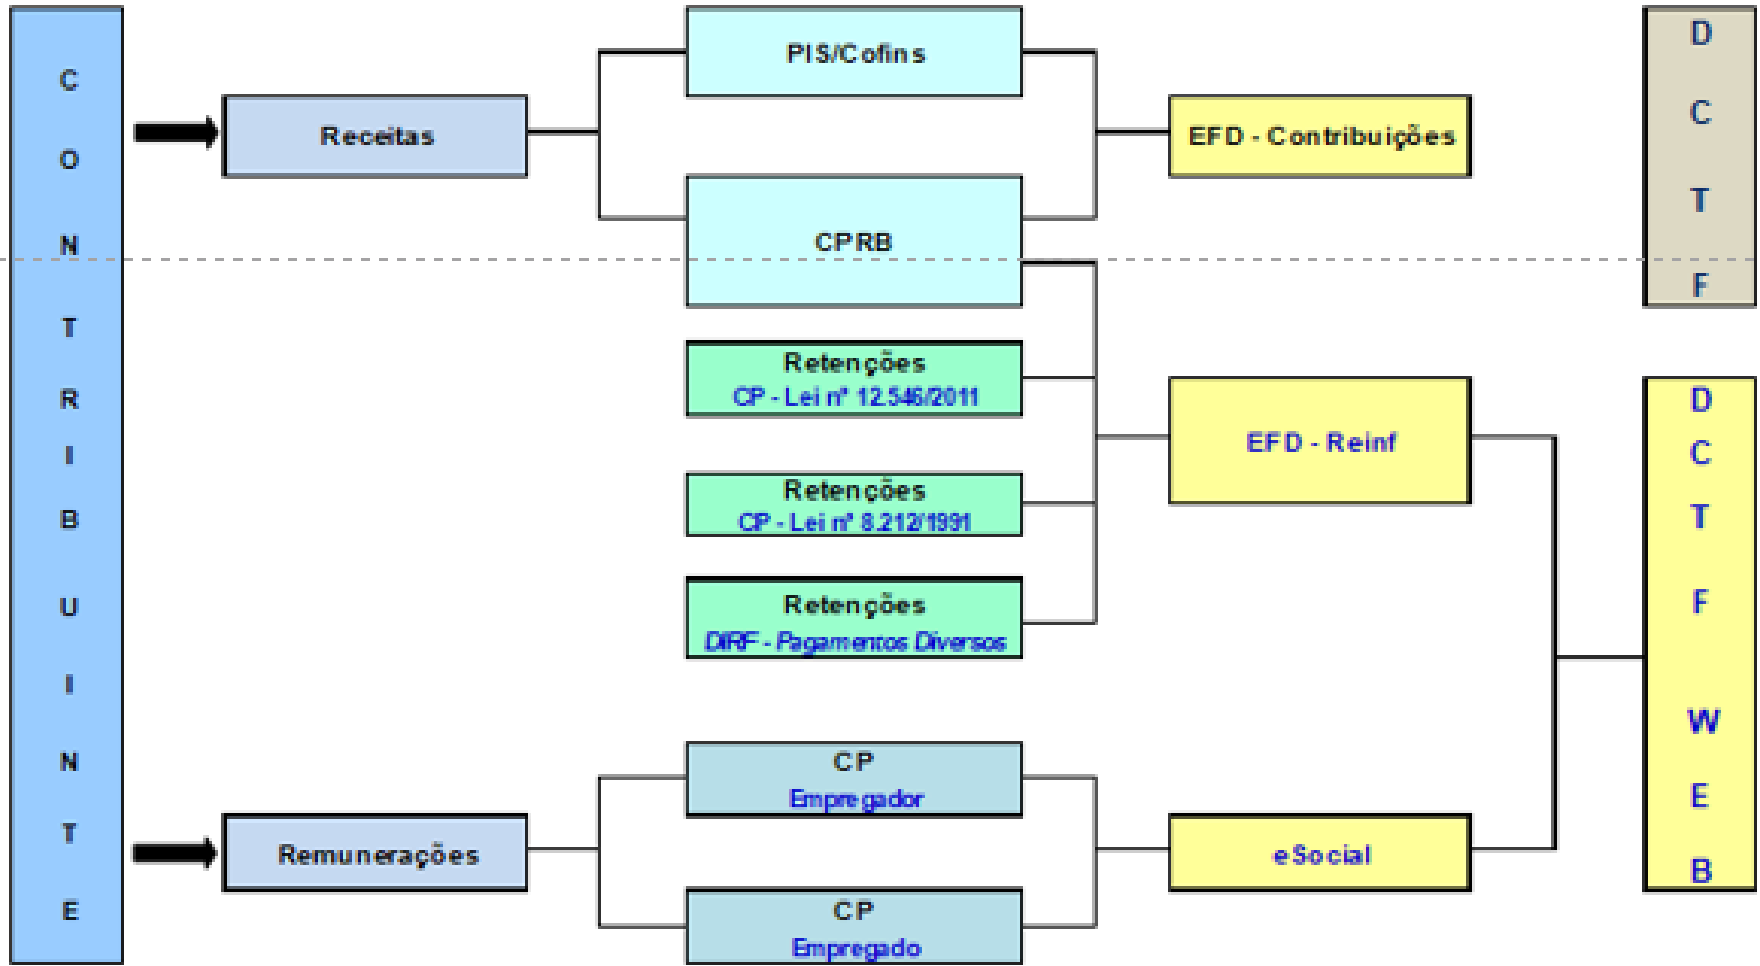 CONTRIBUINTE
Receitas
PIS/Cofins
CPRB
EFD - Contribuições
DCTF
Retenções
CP - Lei nº 12.546/2011
Retenções
CP - Lei nº 8.212/1991
Retenções
DIRF - Pagamentos Diversos
EFD - Reinf
Remunerações
CP
Empregador
CP
Empregado
eSocial
DCTF WEB